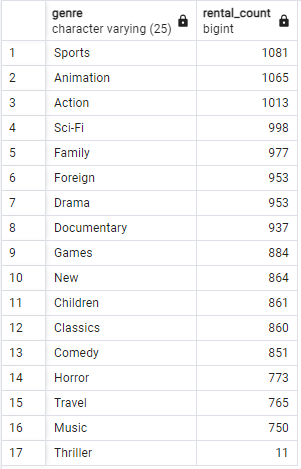 genre rental_count
character varying (25) bigint
1 Sports 1081
2 Animation 1065
3 Action 1013
4 Sci-Fi 998
5 Family 977
6 Foreign 953
7 Drama 953
8 Documentary 937
9 Games 884
10 New 864
11 Children 861
12 Classics 860
13 Comedy 851
14 Horror 773
15 Travel 765
16 Music 750
17 Thriller 11